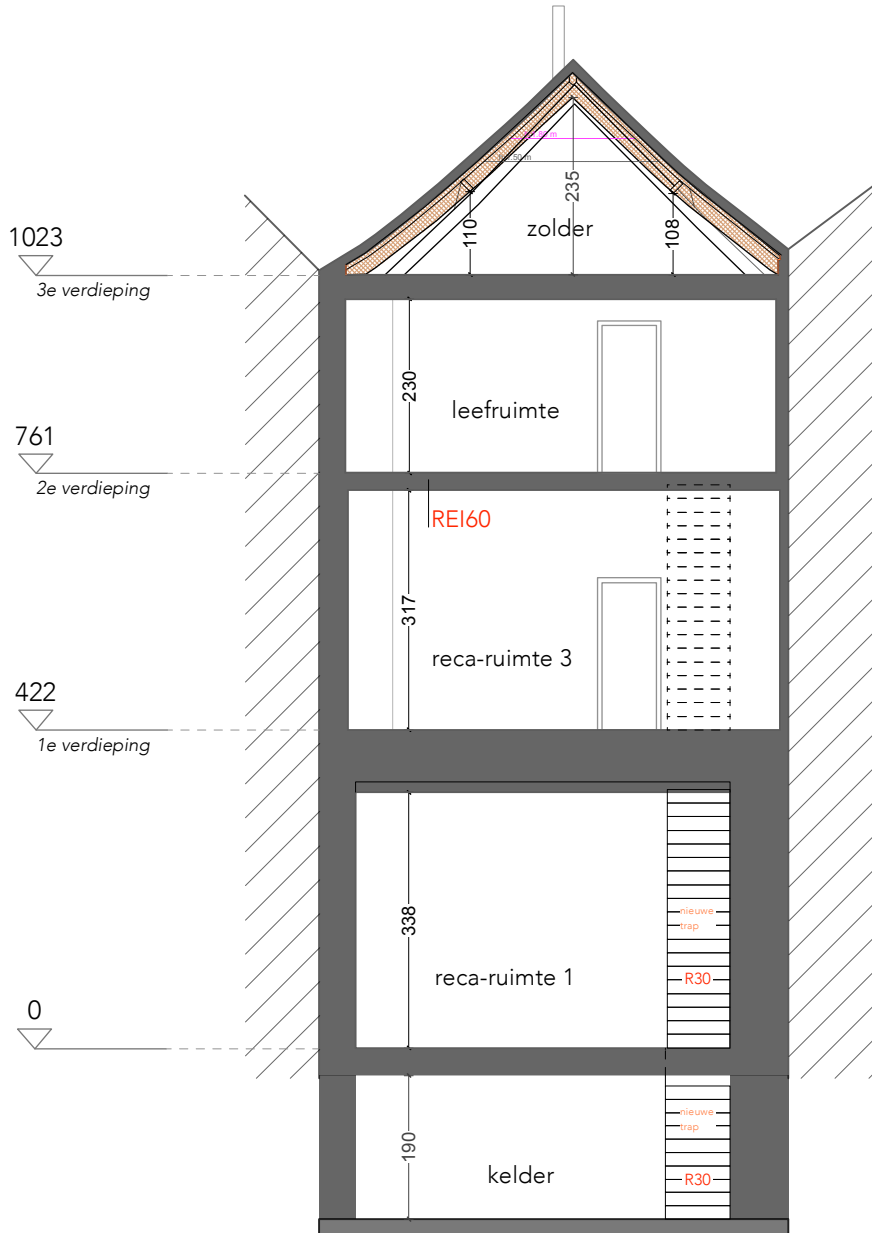 235
110
108
zolder
1023
3e verdieping
230
leefruimte
761
2e verdieping
REI60
317
reca-ruimte 3
422
1e verdieping
338
nieuwe
trap
reca-ruimte 1
R30
0
190
nieuwe
trap
kelder
R30